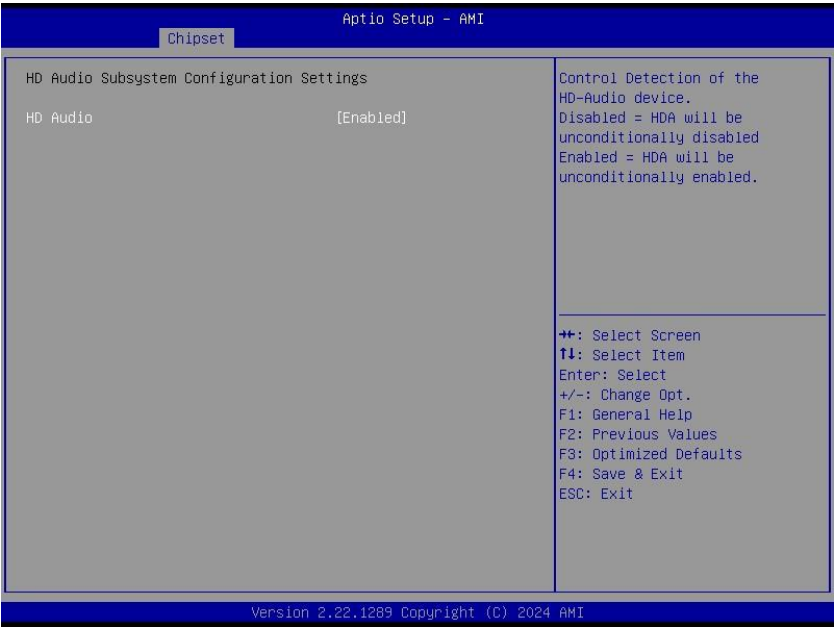 Aptio Setup – AMI
Chipset
HD Audio Subsystem Configuration Settings
HD Audio [Enabled]
Control Detection of the
HD-Audio device.
Disabled = HDA will be
unconditionally disabled
Enabled = HDA will be
unconditionally enabled.
→←: Select Screen
↑↓: Select Item
Enter: Select
+/-: Change Opt.
F1: General Help
F2: Previous Values
F3: Optimized Defaults
F4: Save & Exit
ESC: Exit
Version 2.22.1289 Copyright (C) 2024 AMI